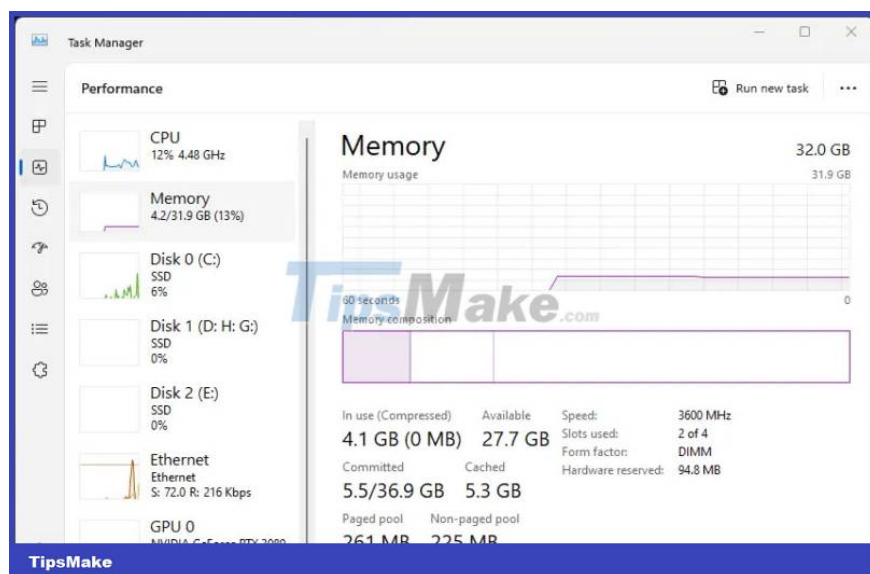 Task Manager
Performance
Run new task
CPU
12% 4.48 GHz
Memory
4.2/31.9 GB (13%)
Disk 0 (C:)
SSD
6%
Disk 1 (D: H: G:)
SSD
0%
Disk 2 (E:)
SSD
0%
Ethernet
Ethernet
S: 72.0 R: 216 Kbps
GPU 0
Memory 32.0 GB
Memory usage 31.9 GB
60 seconds 0
TipsMake.com
Memory composition
In use (Compressed) Available
4.1 GB (0 MB) 27.7 GB
Committed Cached
5.5/36.9 GB 5.3 GB
Paged pool Non-paged pool
261 MB 225 MB
Speed: 3600 MHz
Slots used: 2 of 4
Form factor: DIMM
Hardware reserved: 94.8 MB
TipsMake